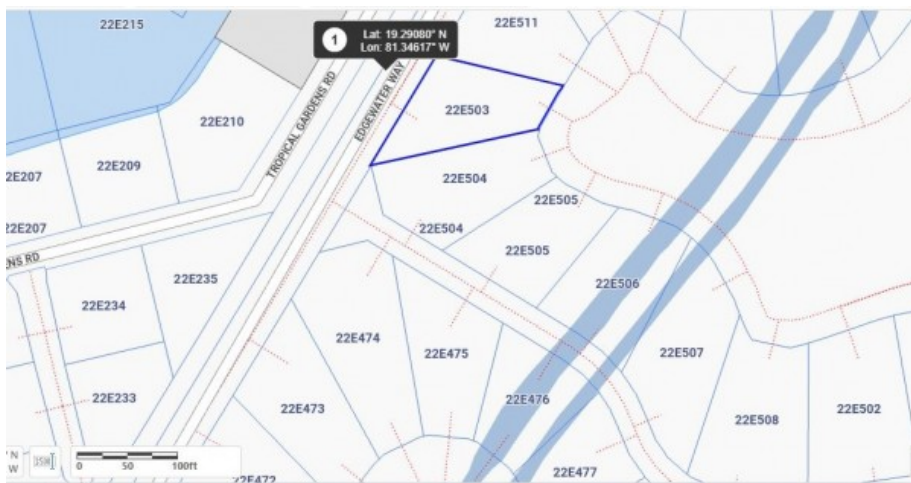 22E215
1
Lat: 19.29080° N
Lon: 81.34617° W
22E511
TROPICAL GARDENS RD
EDGEWATER WAY
22E503
22E210
22E209
22E207
22E504
22E505
22E207
22E504
22E505
NS RD
22E235
22E234
22E506
22E474
22E475
22E507
22E233
22E473
22E476
22E508
22E502
22E472
22E477
° N
W
0 50 100ft